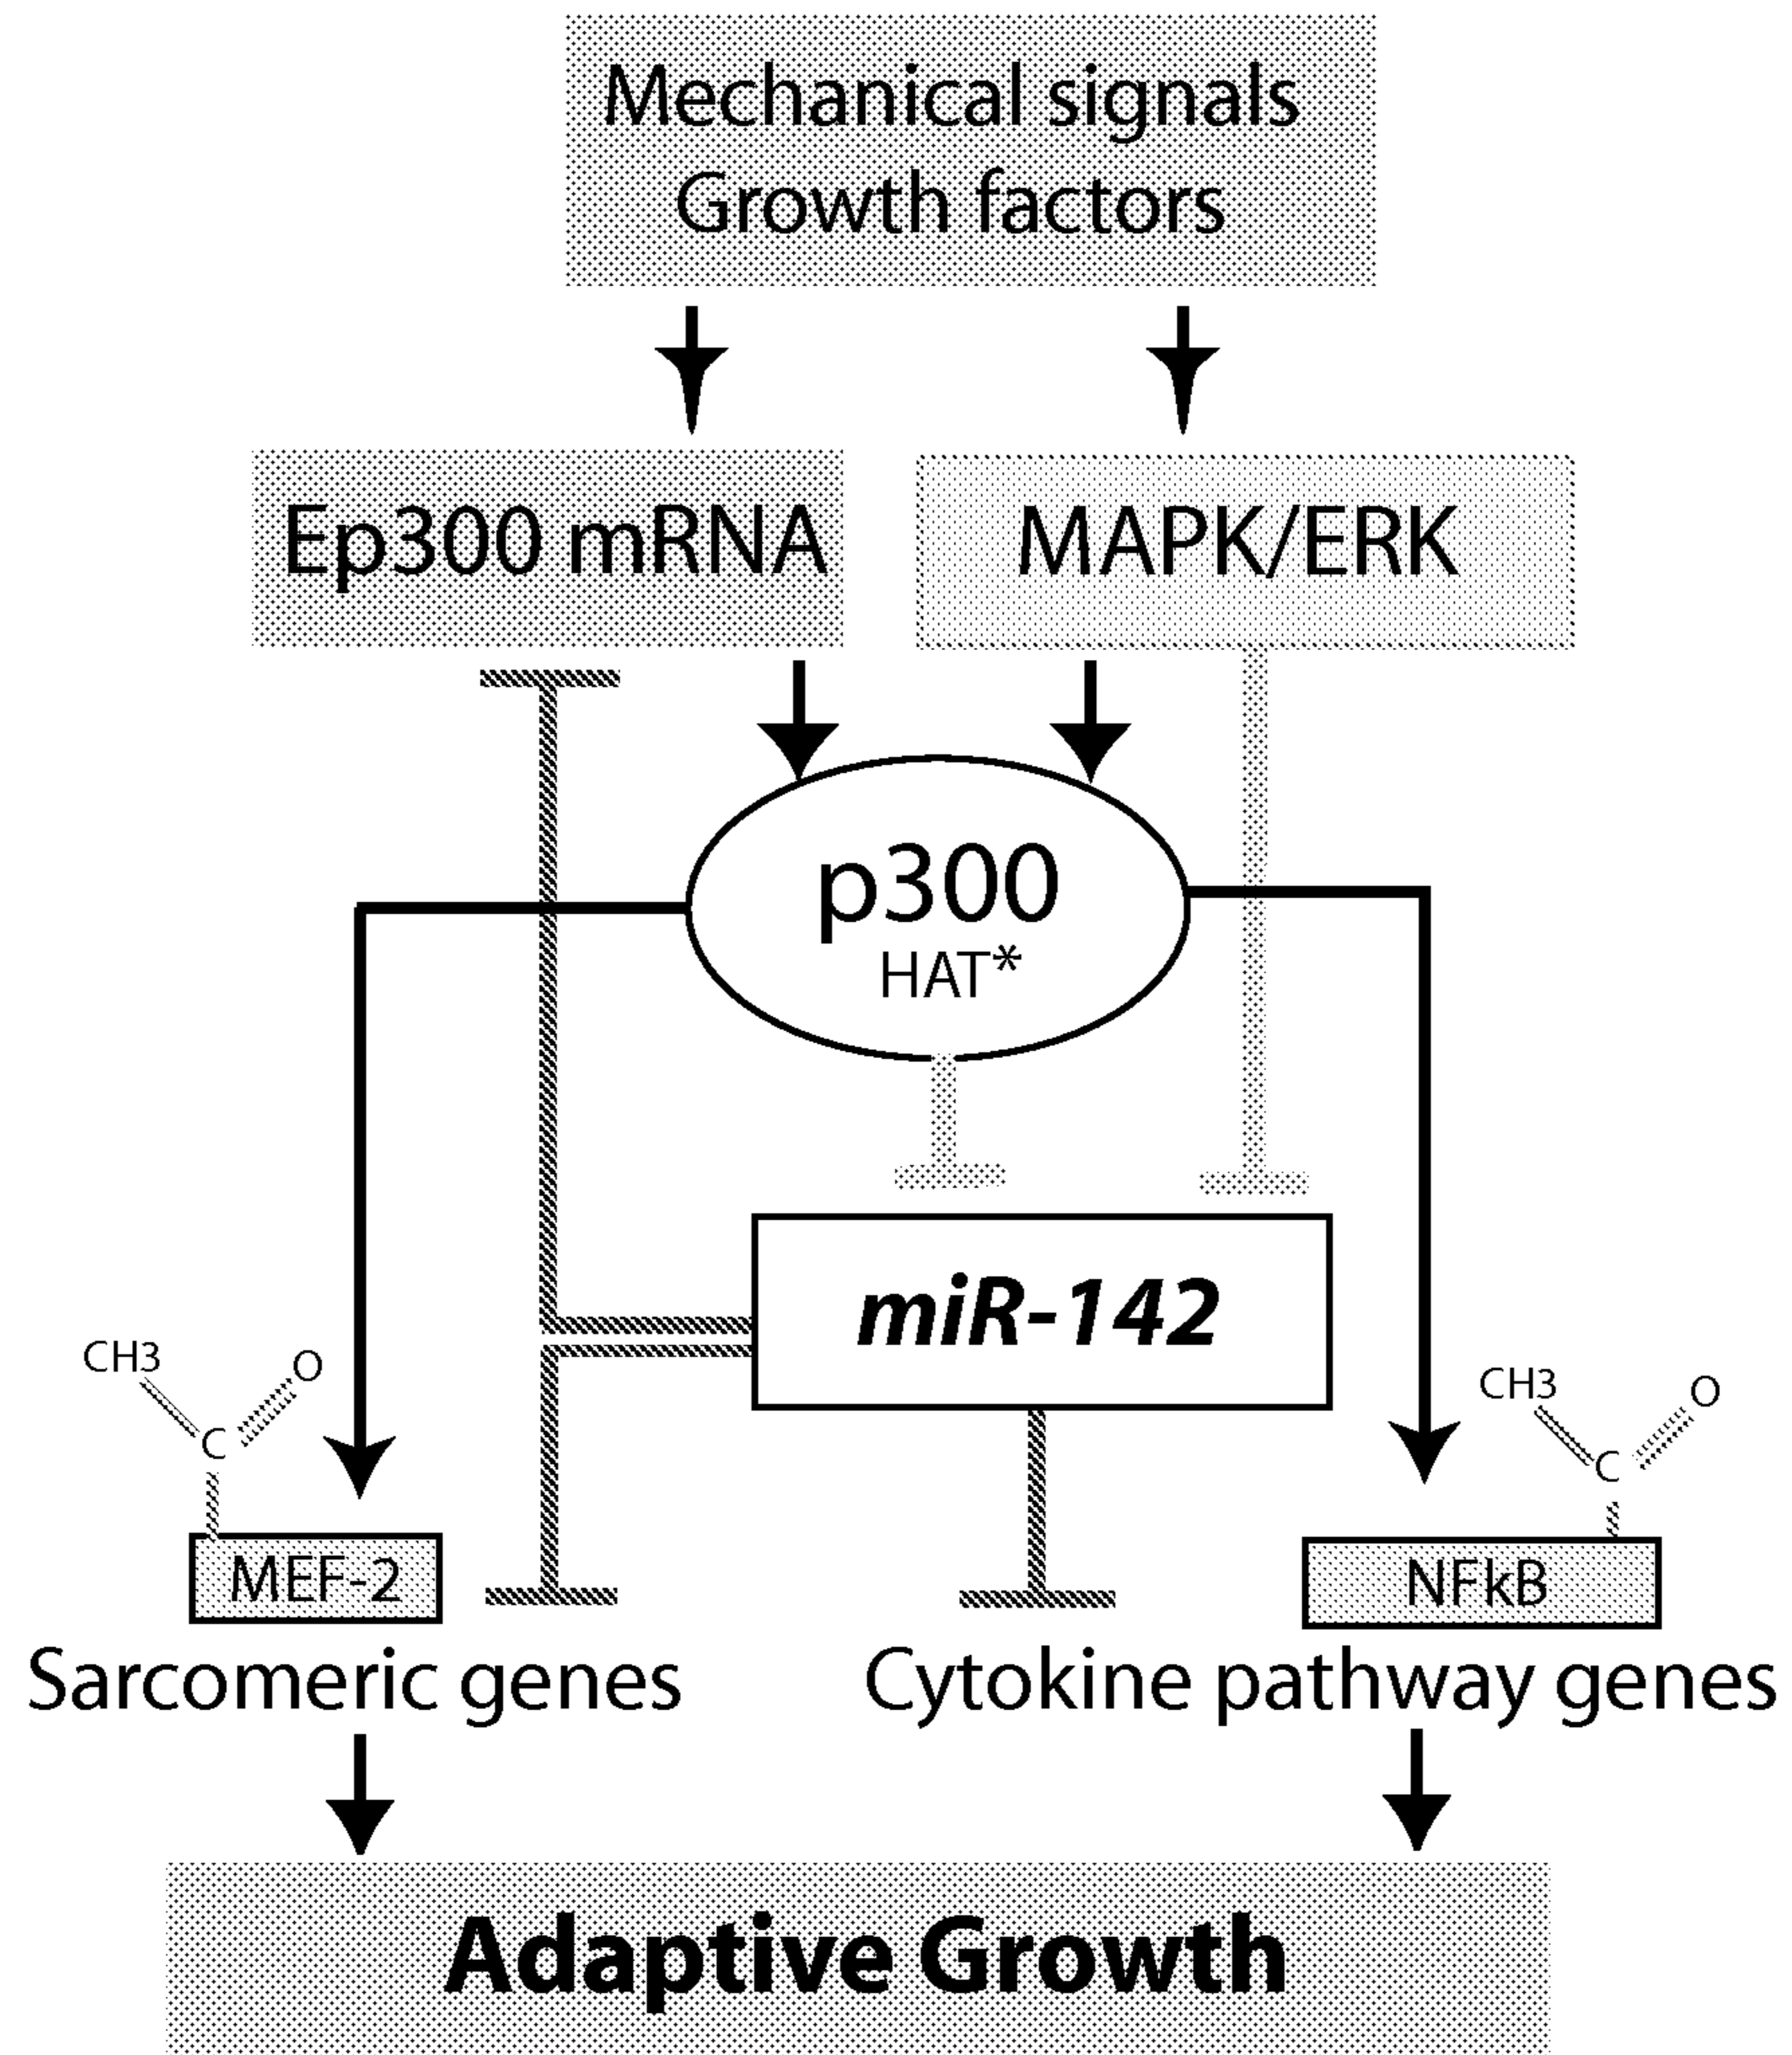 Mechanical signals
Growth factors
Ep300 mRNA
MAPK/ERK
p300
HAT*
miR-142
CH3
O
C
CH3
O
C
MEF-2
NFkB
Sarcomeric genes
Cytokine pathway genes
Adaptive Growth